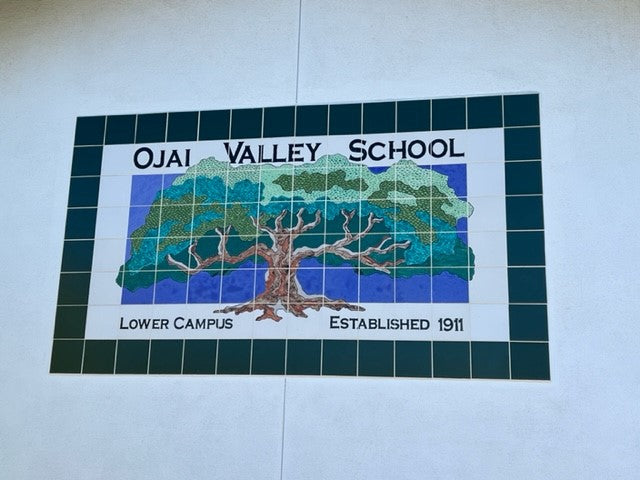 Ojai Valley School
Lower Campus Established 1911